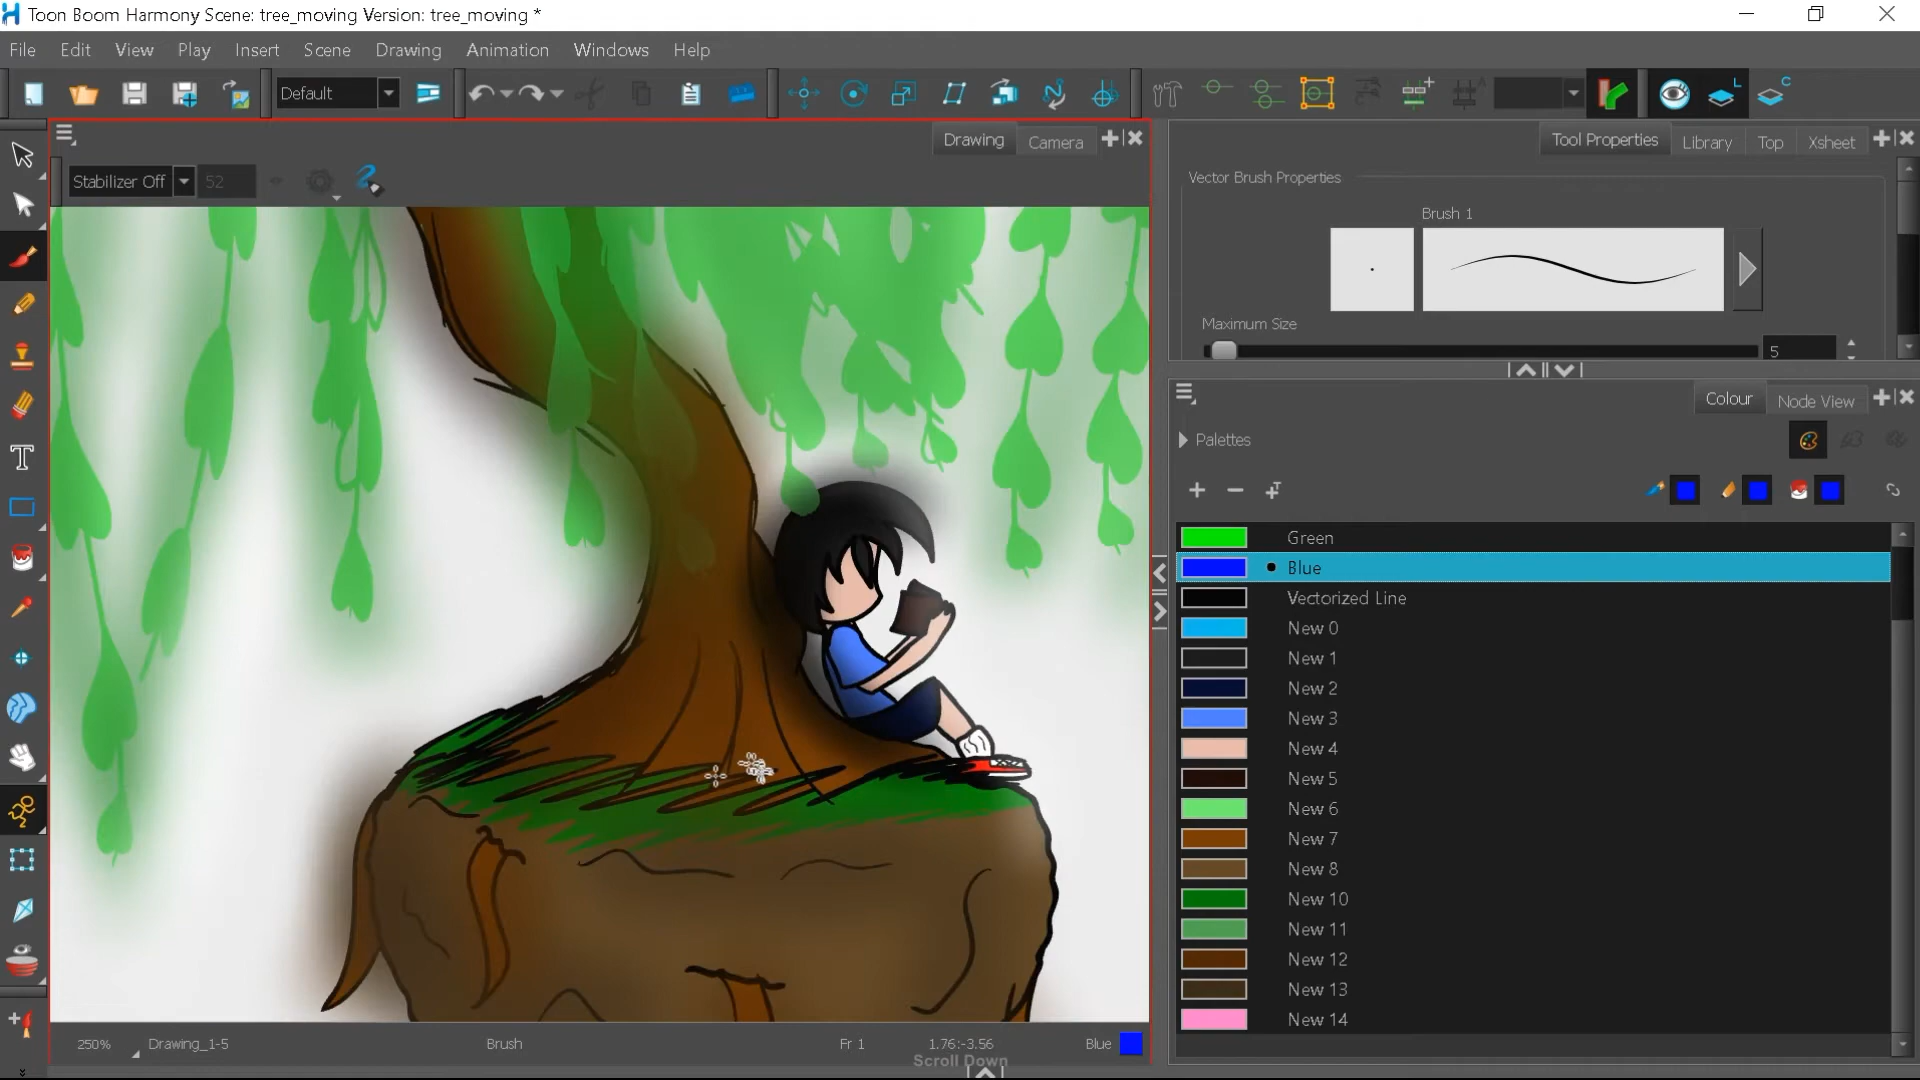 Toon Boom Harmony Scene: tree_moving Version: tree_moving *
File Edit View Play Insert Scene Drawing Animation Windows Help
Default
Drawing Camera
Stabilizer Off 52
Tool Properties Library Top Xsheet
Vector Brush Properties
Brush 1
Maximum Size
5
Colour Node View
Palettes
Green
Blue
Vectorized Line
New 0
New 1
New 2
New 3
New 4
New 5
New 6
New 7
New 8
New 10
New 11
New 12
New 13
New 14
250% Drawing_1-5 Brush Fr 1 1.76:-3.56 Blue
Scroll Down